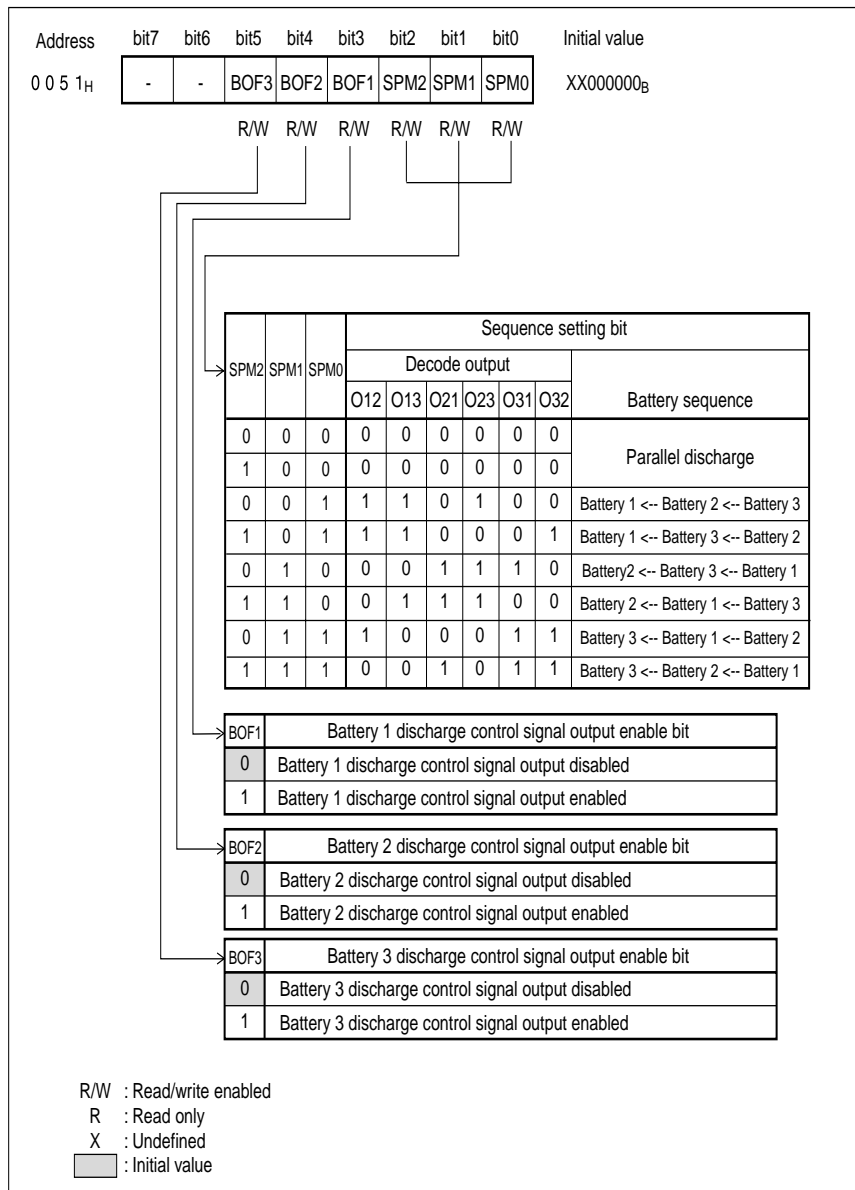 Address bit7 bit6 bit5 bit4 bit3 bit2 bit1 bit0 Initial value
0 0 5 1H - - BOF3 BOF2 BOF1 SPM2 SPM1 SPM0 XX000000B
R/W R/W R/W R/W R/W R/W
Sequence setting bit
SPM2 SPM1 SPM0 Decode output
O12 O13 O21 O23 O31 O32 Battery sequence
0 0 0 0 0 0 0 0 0 Parallel discharge
1 0 0 0 0 0 0 0 0
0 0 1 1 1 0 1 0 0 Battery 1 <-- Battery 2 <-- Battery 3
1 0 1 1 1 0 0 0 1 Battery 1 <-- Battery 3 <-- Battery 2
0 1 0 0 0 1 1 1 0 Battery2 <-- Battery 3 <-- Battery 1
1 1 0 0 1 1 1 0 0 Battery 2 <-- Battery 1 <-- Battery 3
0 1 1 1 0 0 0 1 1 Battery 3 <-- Battery 1 <-- Battery 2
1 1 1 0 0 1 0 1 1 Battery 3 <-- Battery 2 <-- Battery 1
BOF1 Battery 1 discharge control signal output enable bit
0 Battery 1 discharge control signal output disabled
1 Battery 1 discharge control signal output enabled
BOF2 Battery 2 discharge control signal output enable bit
0 Battery 2 discharge control signal output disabled
1 Battery 2 discharge control signal output enabled
BOF3 Battery 3 discharge control signal output enable bit
0 Battery 3 discharge control signal output disabled
1 Battery 3 discharge control signal output enabled
R/W : Read/write enabled
R : Read only
X : Undefined
: Initial value